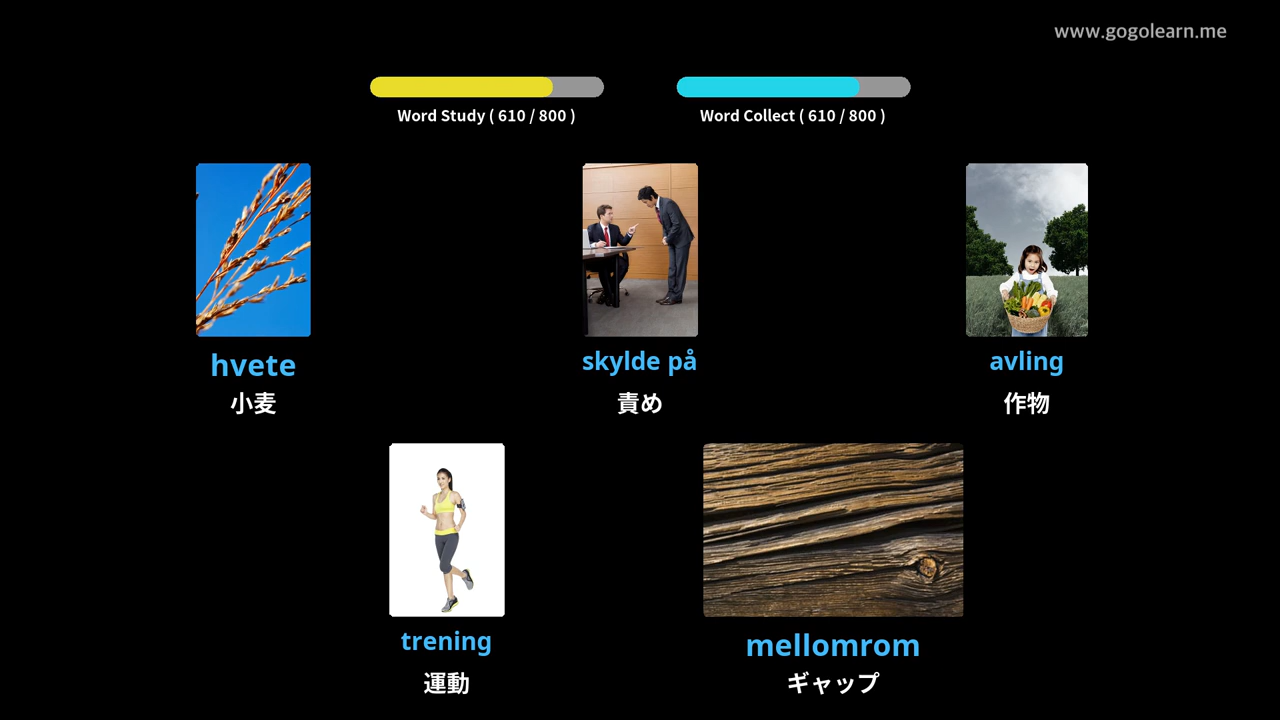 www.gogolearn.me
Word Study ( 610 / 800 )
Word Collect ( 610 / 800 )
hvete
小麦
skylde på
責め
avling
作物
trening
運動
mellomrom
ギャップ